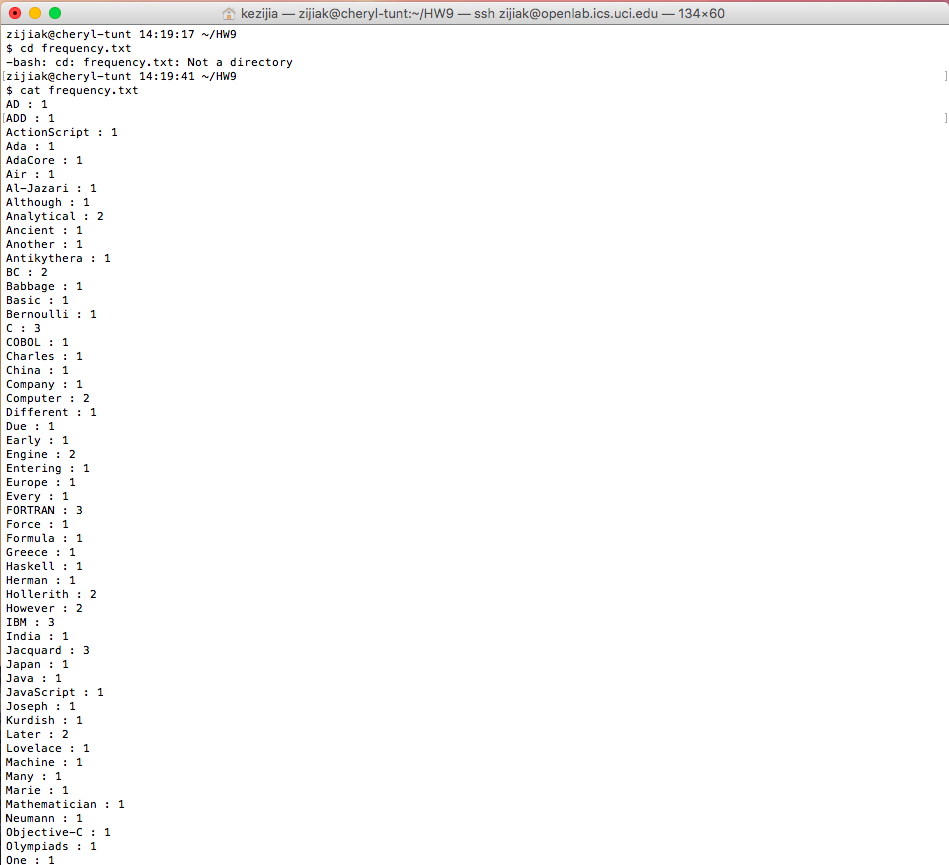 kezijia — zijiak@cheryl-tunt:~/HW9 — ssh zijiak@openlab.ics.uci.edu — 134×60
zijiak@cheryl-tunt 14:19:17 ~/HW9
$ cd frequency.txt
-bash: cd: frequency.txt: Not a directory
[zijiak@cheryl-tunt 14:19:41 ~/HW9 ]
$ cat frequency.txt
AD : 1
[ADD : 1 ]
ActionScript : 1
Ada : 1
AdaCore : 1
Air : 1
Al-Jazari : 1
Although : 1
Analytical : 2
Ancient : 1
Another : 1
Antikythera : 1
BC : 2
Babbage : 1
Basic : 1
Bernoulli : 1
C : 3
COBOL : 1
Charles : 1
China : 1
Company : 1
Computer : 2
Different : 1
Due : 1
Early : 1
Engine : 2
Entering : 1
Europe : 1
Every : 1
FORTRAN : 3
Force : 1
Formula : 1
Greece : 1
Haskell : 1
Herman : 1
Hollerith : 2
However : 2
IBM : 3
India : 1
Jacquard : 3
Japan : 1
Java : 1
JavaScript : 1
Joseph : 1
Kurdish : 1
Later : 2
Lovelace : 1
Machine : 1
Many : 1
Marie : 1
Mathematician : 1
Neumann : 1
Objective-C : 1
Olympiads : 1
One : 1